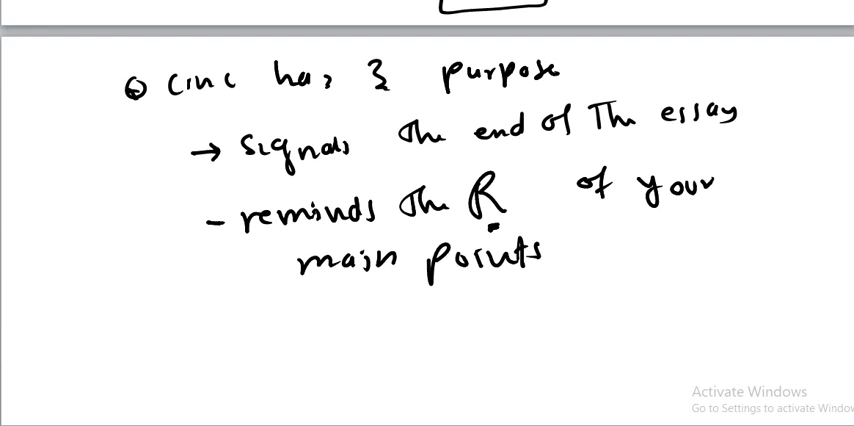 cinc has 3 purpose
→ signals the end of The essay
- reminds the R of your
main points
Activate Windows
Go to Settings to activate Window